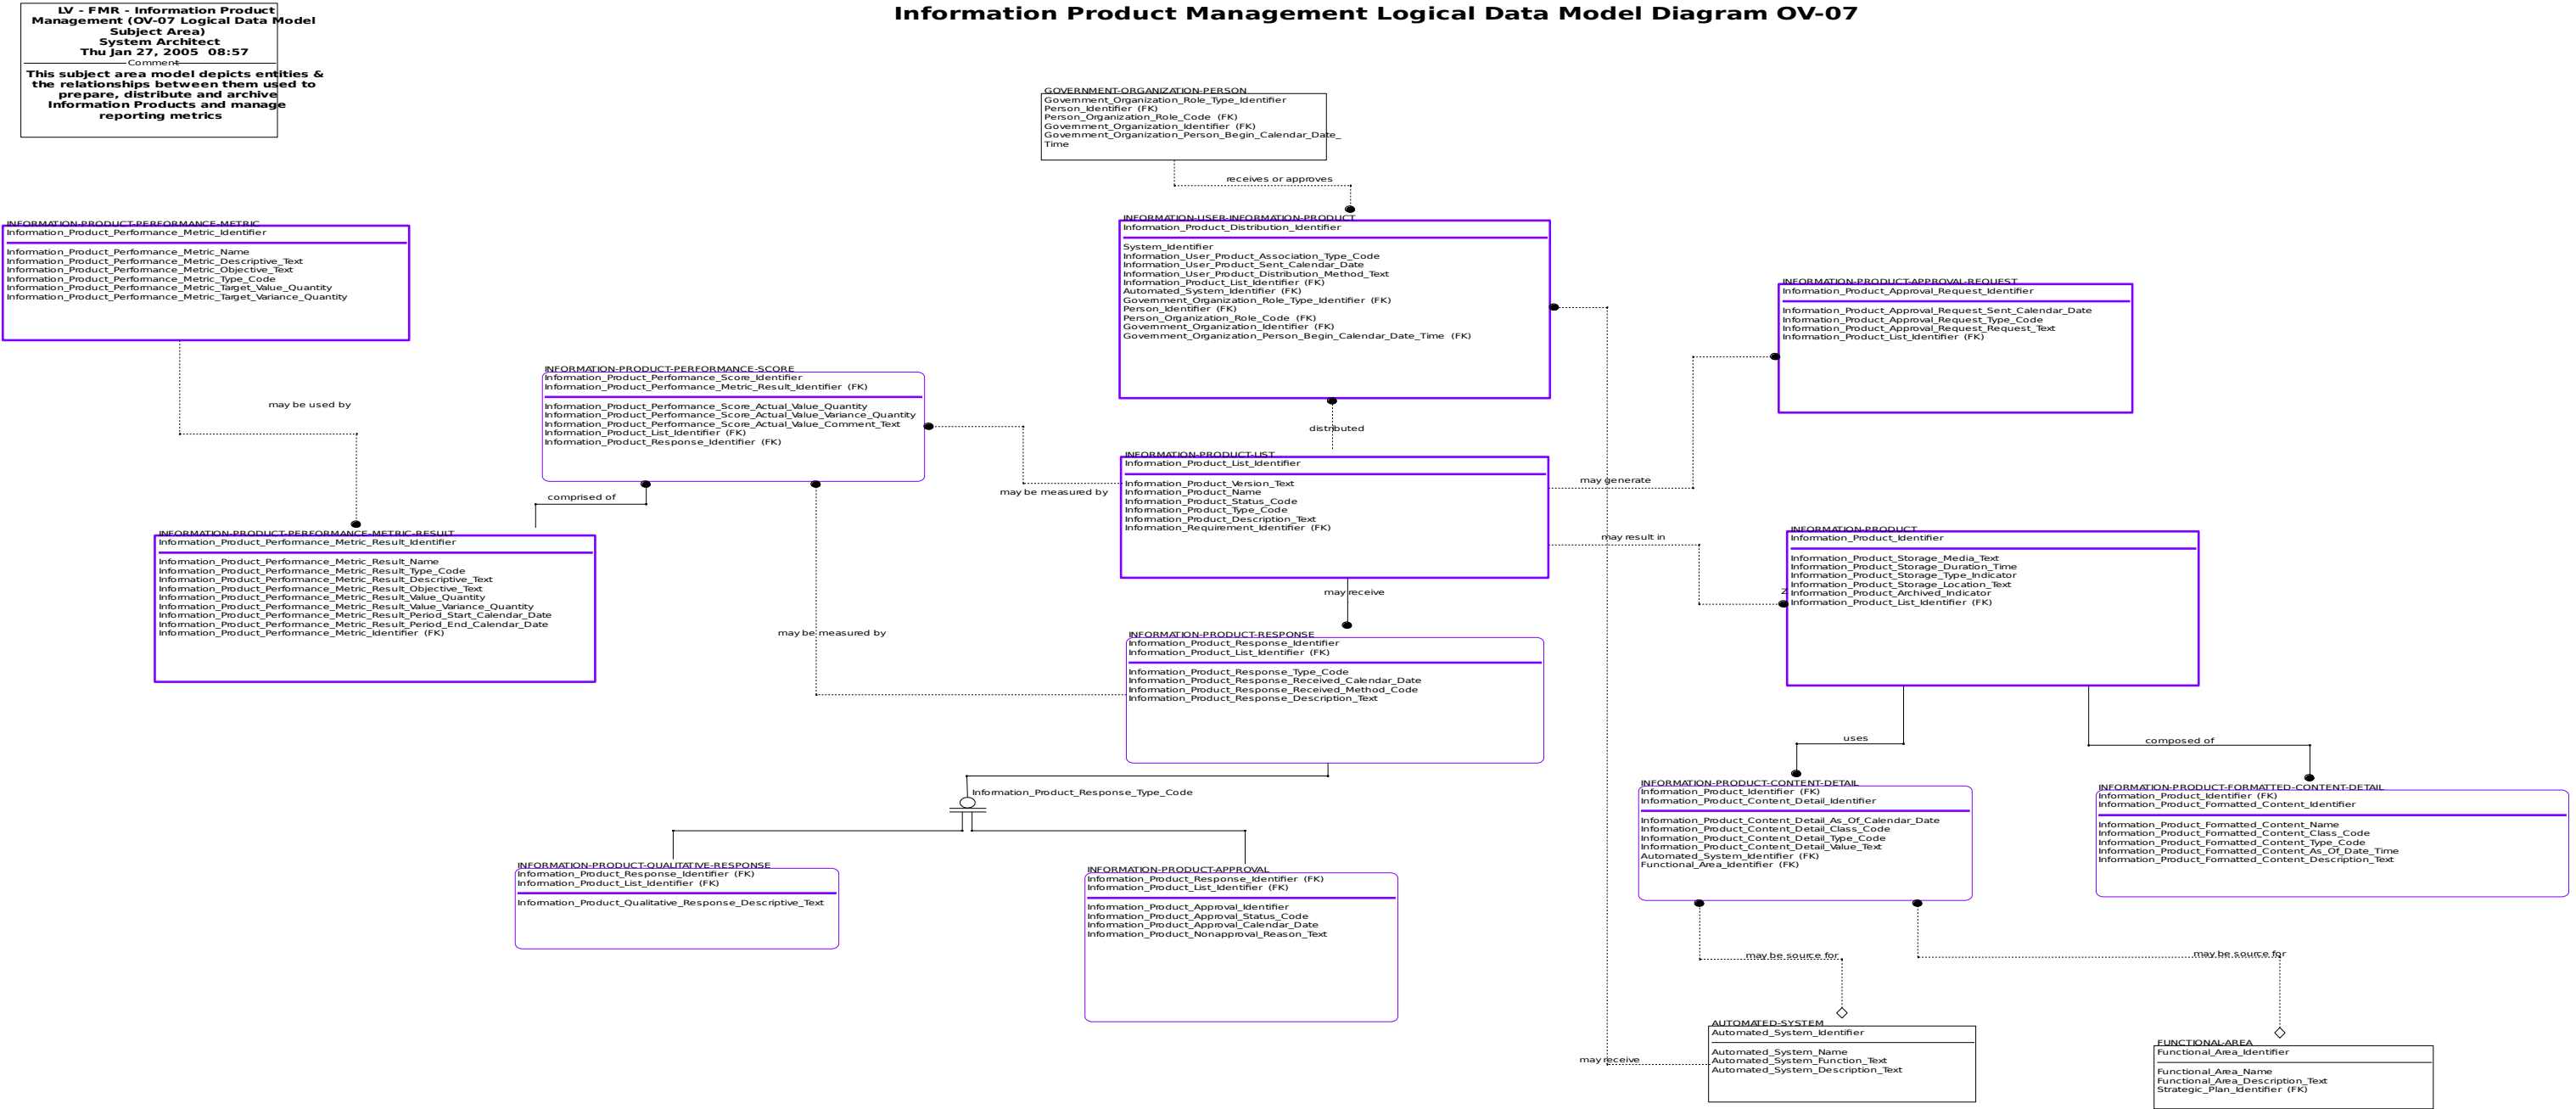 Information Product Management Logical Data Model Diagram OV-07
LV - FMR - Information Product
Management (OV-07 Logical Data Model
Subject Area)
System Architect
Thu Jan 27, 2005 08:57
Comment
This subject area model depicts entities &
the relationships between them used to
prepare, distribute and archive
Information Products and manage
reporting metrics
GOVERNMENT-ORGANIZATION-PERSON
Government_Organization_Role_Type_Identifier
Person_Identifier (FK)
Person_Organization_Role_Code (FK)
Government_Organization_Identifier (FK)
Government_Organization_Person_Begin_Calendar_Date_
Time
receives or approves
INFORMATION-PRODUCT-PERFORMANCE-METRIC
Information_Product_Performance_Metric_Identifier
Information_Product_Performance_Metric_Name
Information_Product_Performance_Metric_Descriptive_Text
Information_Product_Performance_Metric_Objective_Text
Information_Product_Performance_Metric_Type_Code
Information_Product_Performance_Metric_Target_Value_Quantity
Information_Product_Performance_Metric_Target_Variance_Quantity
may be used by
INFORMATION-USER-INFORMATION-PRODUCT
Information_Product_Distribution_Identifier
System_Identifier
Information_User_Product_Association_Type_Code
Information_User_Product_Sent_Calendar_Date
Information_User_Product_Distribution_Method_Text
Information_Product_List_Identifier (FK)
Automated_System_Identifier (FK)
Government_Organization_Role_Type_Identifier (FK)
Person_Identifier (FK)
Person_Organization_Role_Code (FK)
Government_Organization_Identifier (FK)
Government_Organization_Person_Begin_Calendar_Date_Time (FK)
distributed
INFORMATION-PRODUCT-APPROVAL-REQUEST
Information_Product_Approval_Request_Identifier
Information_Product_Approval_Request_Sent_Calendar_Date
Information_Product_Approval_Request_Type_Code
Information_Product_Approval_Request_Request_Text
Information_Product_List_Identifier (FK)
INFORMATION-PRODUCT-PERFORMANCE-SCORE
Information_Product_Performance_Score_Identifier
Information_Product_Performance_Metric_Result_Identifier (FK)
Information_Product_Performance_Score_Actual_Value_Quantity
Information_Product_Performance_Score_Actual_Value_Variance_Quantity
Information_Product_Performance_Score_Actual_Value_Comment_Text
Information_Product_List_Identifier (FK)
Information_Product_Response_Identifier (FK)
comprised of
may be measured by
INFORMATION-PRODUCT-LIST
Information_Product_List_Identifier
Information_Product_Version_Text
Information_Product_Name
Information_Product_Status_Code
Information_Product_Type_Code
Information_Product_Description_Text
Information_Requirement_Identifier (FK)
may generate
may result in
may receive
INFORMATION-PRODUCT-PERFORMANCE-METRIC-RESULT
Information_Product_Performance_Metric_Result_Identifier
Information_Product_Performance_Metric_Result_Name
Information_Product_Performance_Metric_Result_Type_Code
Information_Product_Performance_Metric_Result_Descriptive_Text
Information_Product_Performance_Metric_Result_Objective_Text
Information_Product_Performance_Metric_Result_Value_Quantity
Information_Product_Performance_Metric_Result_Value_Variance_Quantity
Information_Product_Performance_Metric_Result_Period_Start_Calendar_Date
Information_Product_Performance_Metric_Result_Period_End_Calendar_Date
Information_Product_Performance_Metric_Identifier (FK)
may be measured by
INFORMATION-PRODUCT
Information_Product_Identifier
Information_Product_Storage_Media_Text
Information_Product_Storage_Duration_Time
Information_Product_Storage_Type_Indicator
Information_Product_Storage_Location_Text
Information_Product_Archived_Indicator
Information_Product_List_Identifier (FK)
Z
uses
composed of
INFORMATION-PRODUCT-RESPONSE
Information_Product_Response_Identifier
Information_Product_List_Identifier (FK)
Information_Product_Response_Type_Code
Information_Product_Response_Received_Calendar_Date
Information_Product_Response_Received_Method_Code
Information_Product_Response_Description_Text
Information_Product_Response_Type_Code
INFORMATION-PRODUCT-QUALITATIVE-RESPONSE
Information_Product_Response_Identifier (FK)
Information_Product_List_Identifier (FK)
Information_Product_Qualitative_Response_Descriptive_Text
INFORMATION-PRODUCT-APPROVAL
Information_Product_Response_Identifier (FK)
Information_Product_List_Identifier (FK)
Information_Product_Approval_Identifier
Information_Product_Approval_Status_Code
Information_Product_Approval_Calendar_Date
Information_Product_Nonapproval_Reason_Text
INFORMATION-PRODUCT-CONTENT-DETAIL
Information_Product_Identifier (FK)
Information_Product_Content_Detail_Identifier
Information_Product_Content_Detail_As_Of_Calendar_Date
Information_Product_Content_Detail_Class_Code
Information_Product_Content_Detail_Type_Code
Information_Product_Content_Detail_Value_Text
Automated_System_Identifier (FK)
Functional_Area_Identifier (FK)
INFORMATION-PRODUCT-FORMATTED-CONTENT-DETAIL
Information_Product_Identifier (FK)
Information_Product_Formatted_Content_Identifier
Information_Product_Formatted_Content_Name
Information_Product_Formatted_Content_Class_Code
Information_Product_Formatted_Content_Type_Code
Information_Product_Formatted_Content_As_Of_Date_Time
Information_Product_Formatted_Content_Description_Text
may be source for
may be source for
may receive
AUTOMATED-SYSTEM
Automated_System_Identifier
Automated_System_Name
Automated_System_Function_Text
Automated_System_Description_Text
FUNCTIONAL-AREA
Functional_Area_Identifier
Functional_Area_Name
Functional_Area_Description_Text
Strategic_Plan_Identifier (FK)